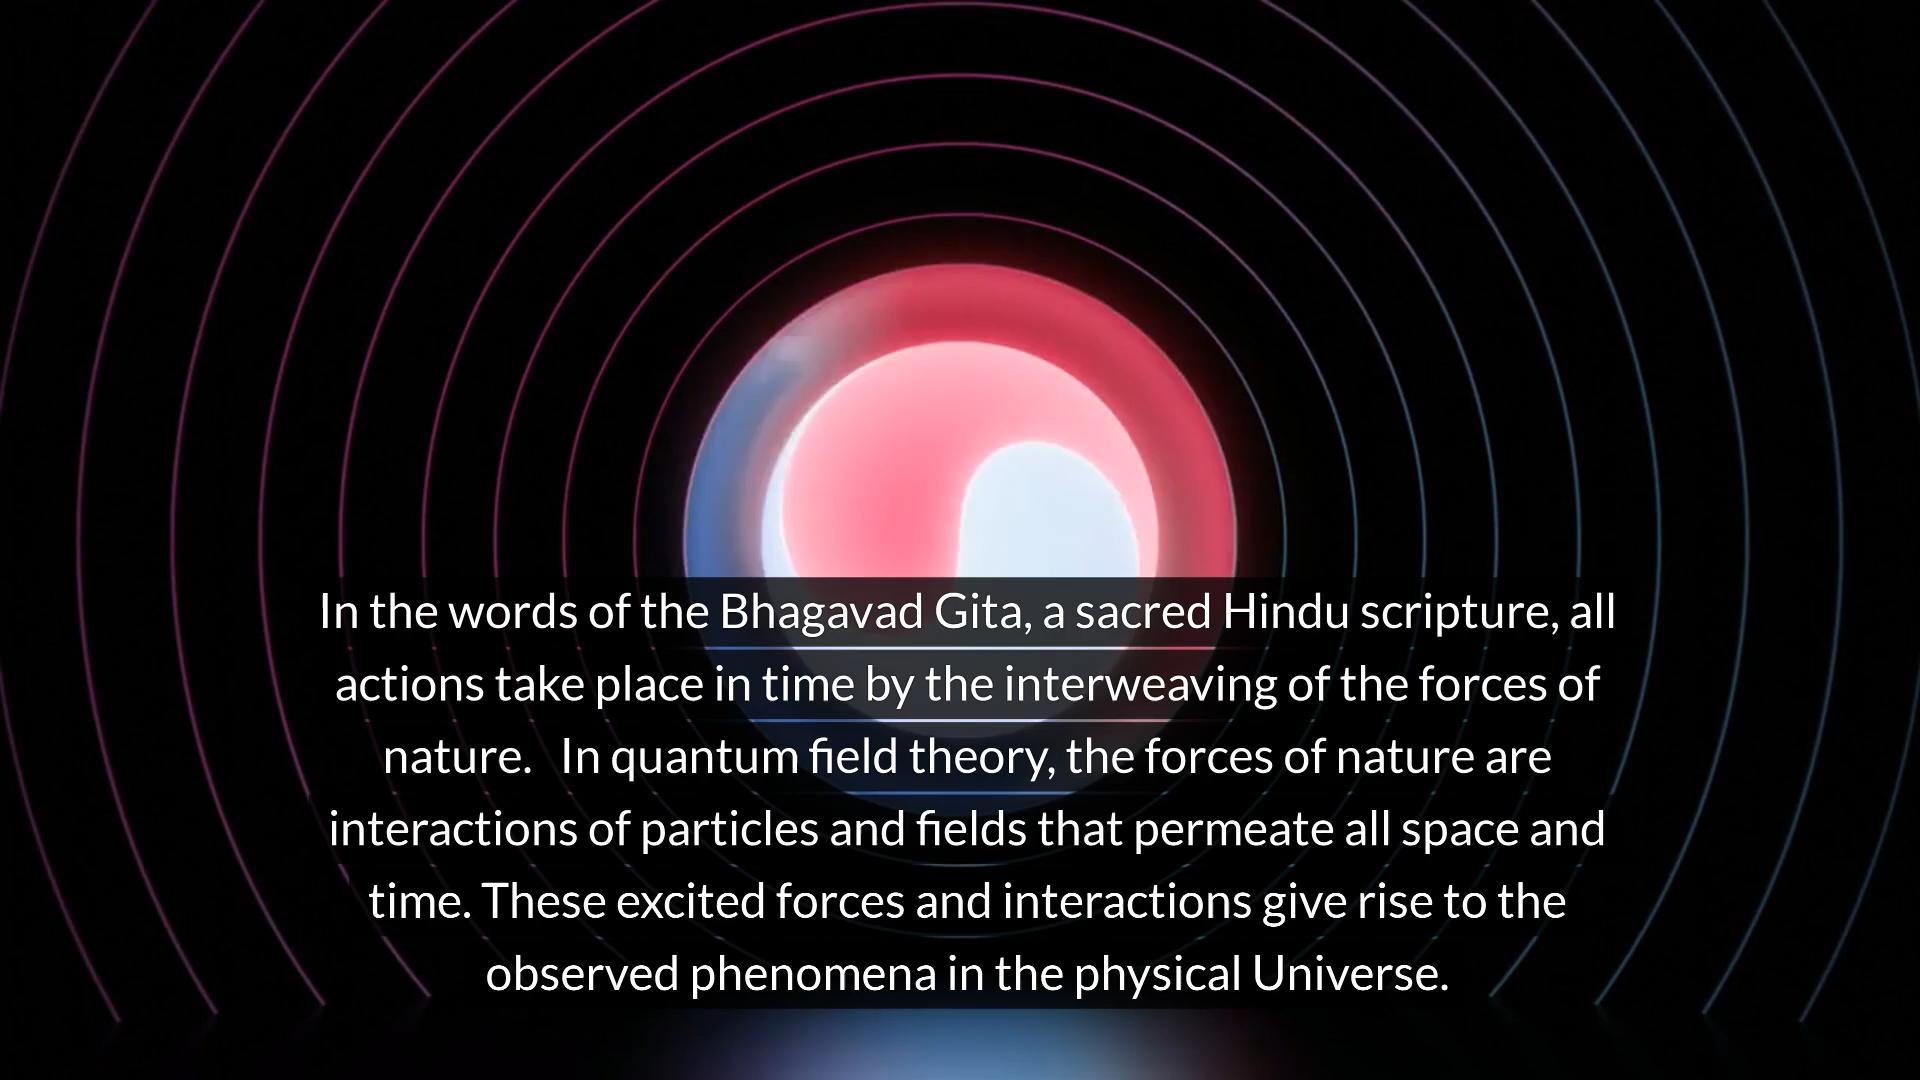 In the words of the Bhagavad Gita, a sacred Hindu scripture, all
actions take place in time by the interweaving of the forces of
nature.   In quantum field theory, the forces of nature are
interactions of particles and fields that permeate all space and
time. These excited forces and interactions give rise to the
observed phenomena in the physical Universe.